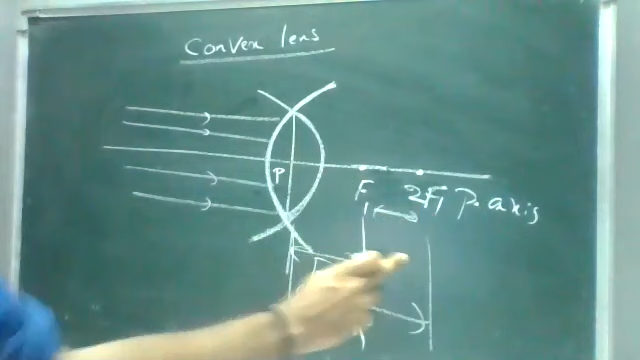 Convex lens
P
F
2F
P. axis